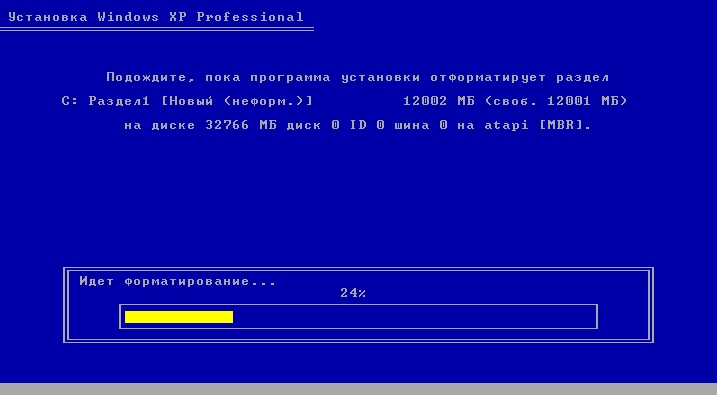 Установка Windows XP Professional
Подождите, пока программа установки отформатирует раздел
C: Раздел1 [Новый (неформ.)] 12002 МБ (своб. 12001 МБ)
на диске 32766 МБ диск 0 ID 0 шина 0 на atapi [MBR].
Идет форматирование...
24%